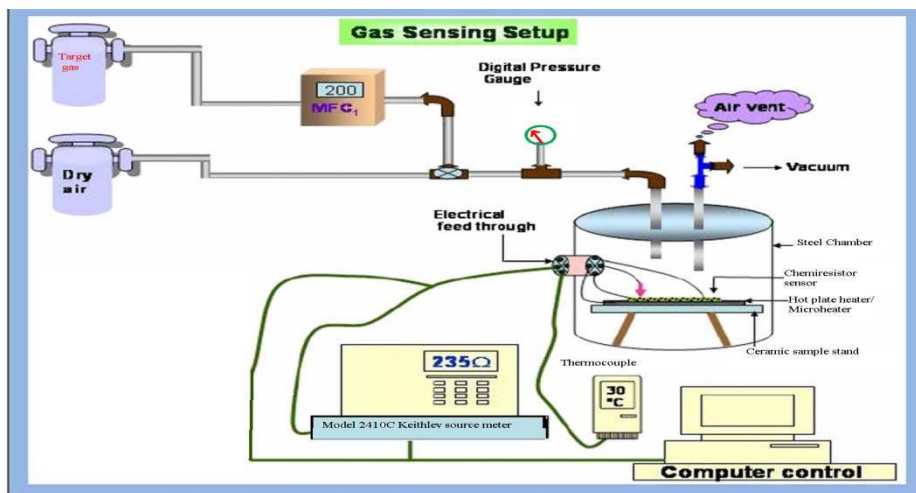 Gas Sensing Setup
Target
gas
200
MFC1
Digital Pressure
Gauge
Air vent
Vacuum
Dry
air
Electrical
feed through
Steel Chamber
Chemiresistor
sensor
Hot plate heater/
Microheater
Ceramic sample stand
Thermocouple
235Ω
30
°C
Model 2410C Keithlev source meter
Computer control